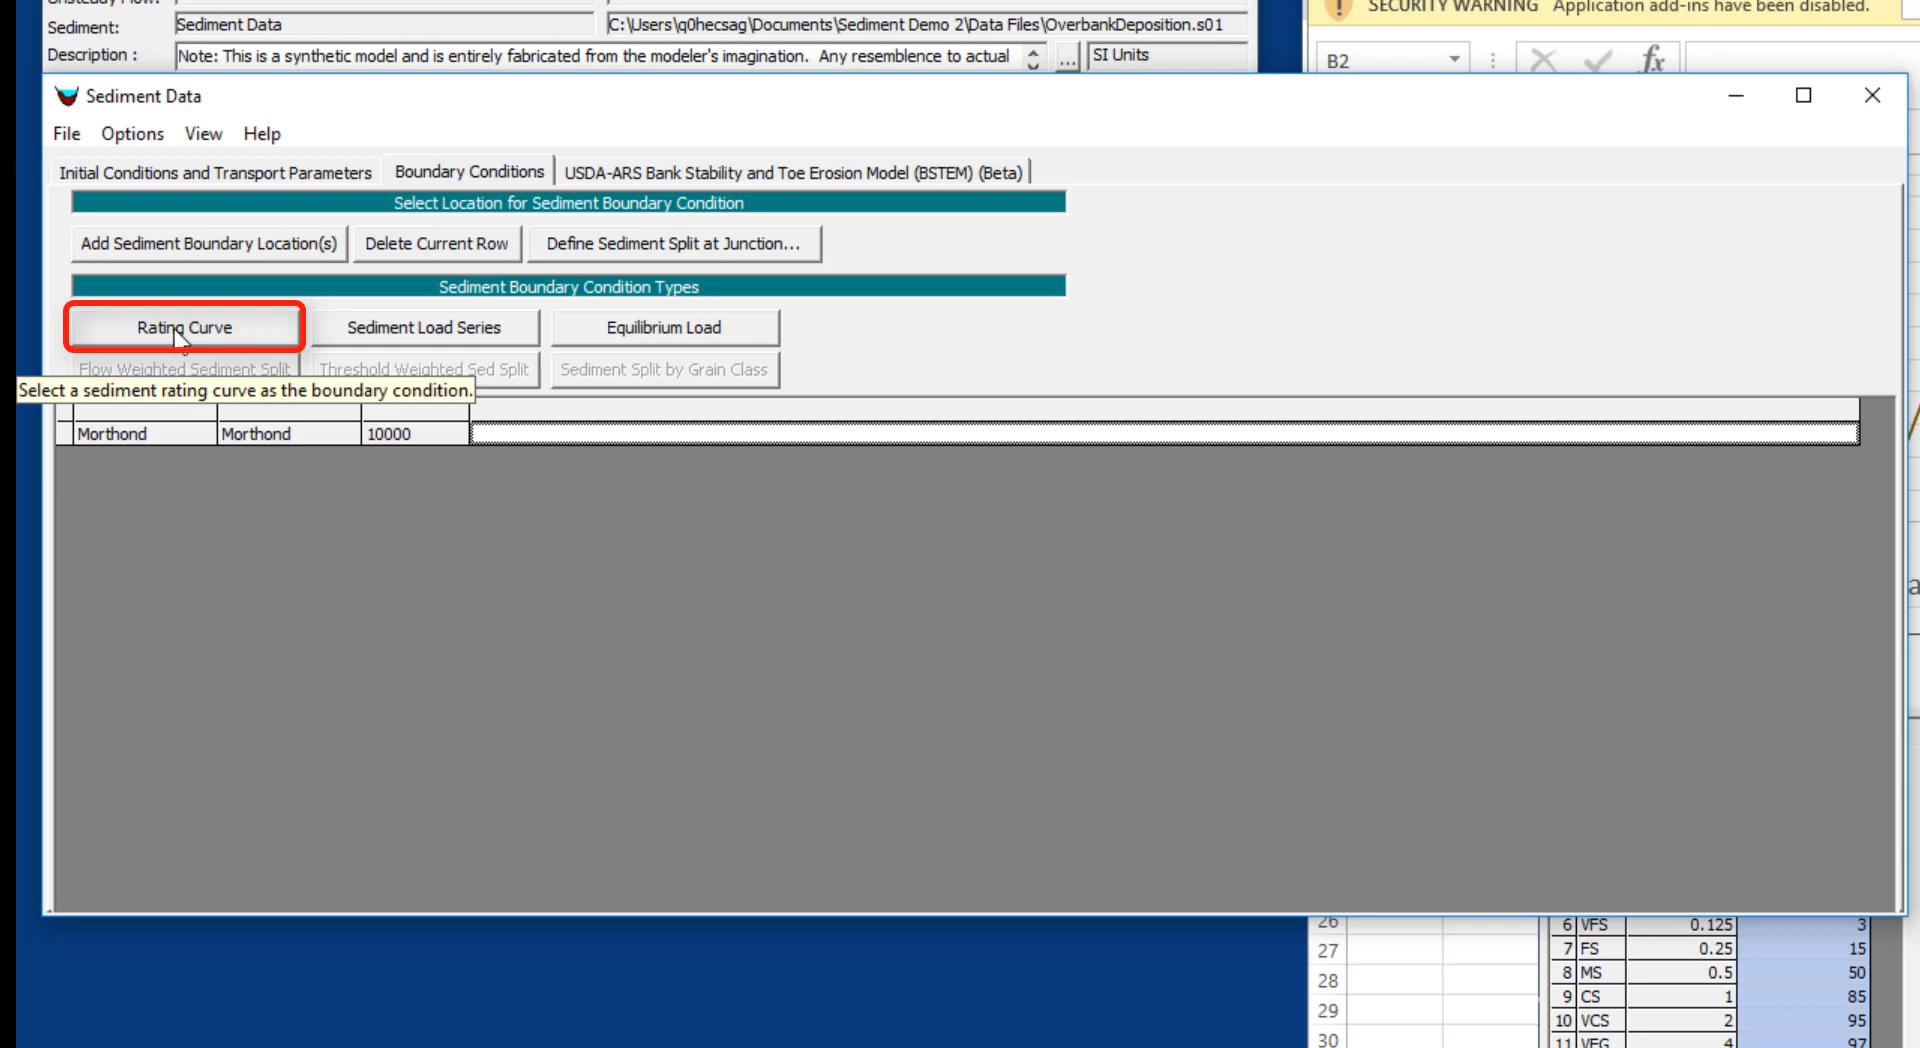 SECURITY WARNING Application add-ins have been disabled.
Sediment: Sediment Data C:\Users\q0hecsag\Documents\Sediment Demo 2\Data Files\OverbankDeposition.s01
Description : Note: This is a synthetic model and is entirely fabricated from the modeler's imagination. Any resemblence to actual ... SI Units
B2 fx
Sediment Data
File Options View Help
Initial Conditions and Transport Parameters Boundary Conditions USDA-ARS Bank Stability and Toe Erosion Model (BSTEM) (Beta)
Select Location for Sediment Boundary Condition
Add Sediment Boundary Location(s) Delete Current Row Define Sediment Split at Junction...
Sediment Boundary Condition Types
Rating Curve Sediment Load Series Equilibrium Load
Flow Weighted Sediment Split Threshold Weighted Sed Split Sediment Split by Grain Class
Select a sediment rating curve as the boundary condition.
Morthond Morthond 10000
26 6 VFS 0.125 3
27 7 FS 0.25 15
28 8 MS 0.5 50
29 9 CS 1 85
10 VCS 2 95
30 11 VFG 4 97